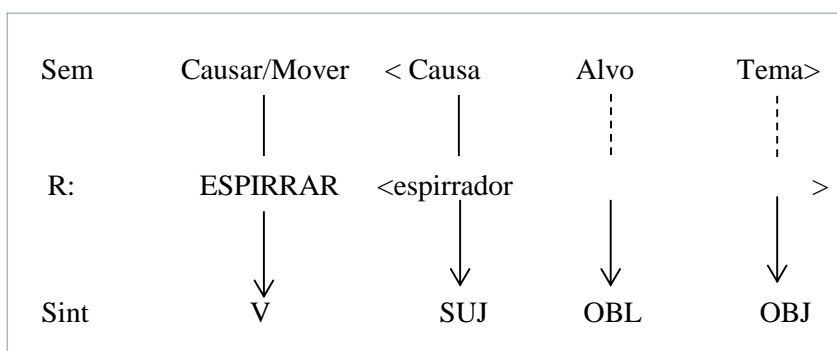 Sem Causar/Mover < Causa Alvo Tema>
R: ESPIRRAR <espirrador >
Sint V SUJ OBL OBJ